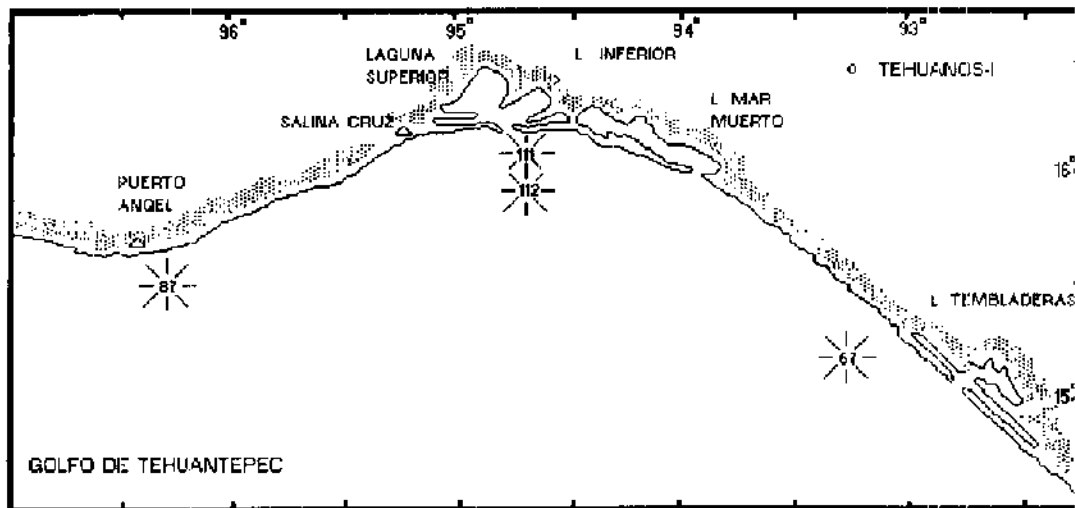 96° 95° 94° 93°
LAGUNA
SUPERIOR
L INFERIOR
TEHUANOS-I
L MAR
MUERTO
SALINA CRUZ
111
16°
112
PUERTO
ANGEL
87
L TEMBLADERAS
67
15°
GOLFO DE TEHUANTEPEC